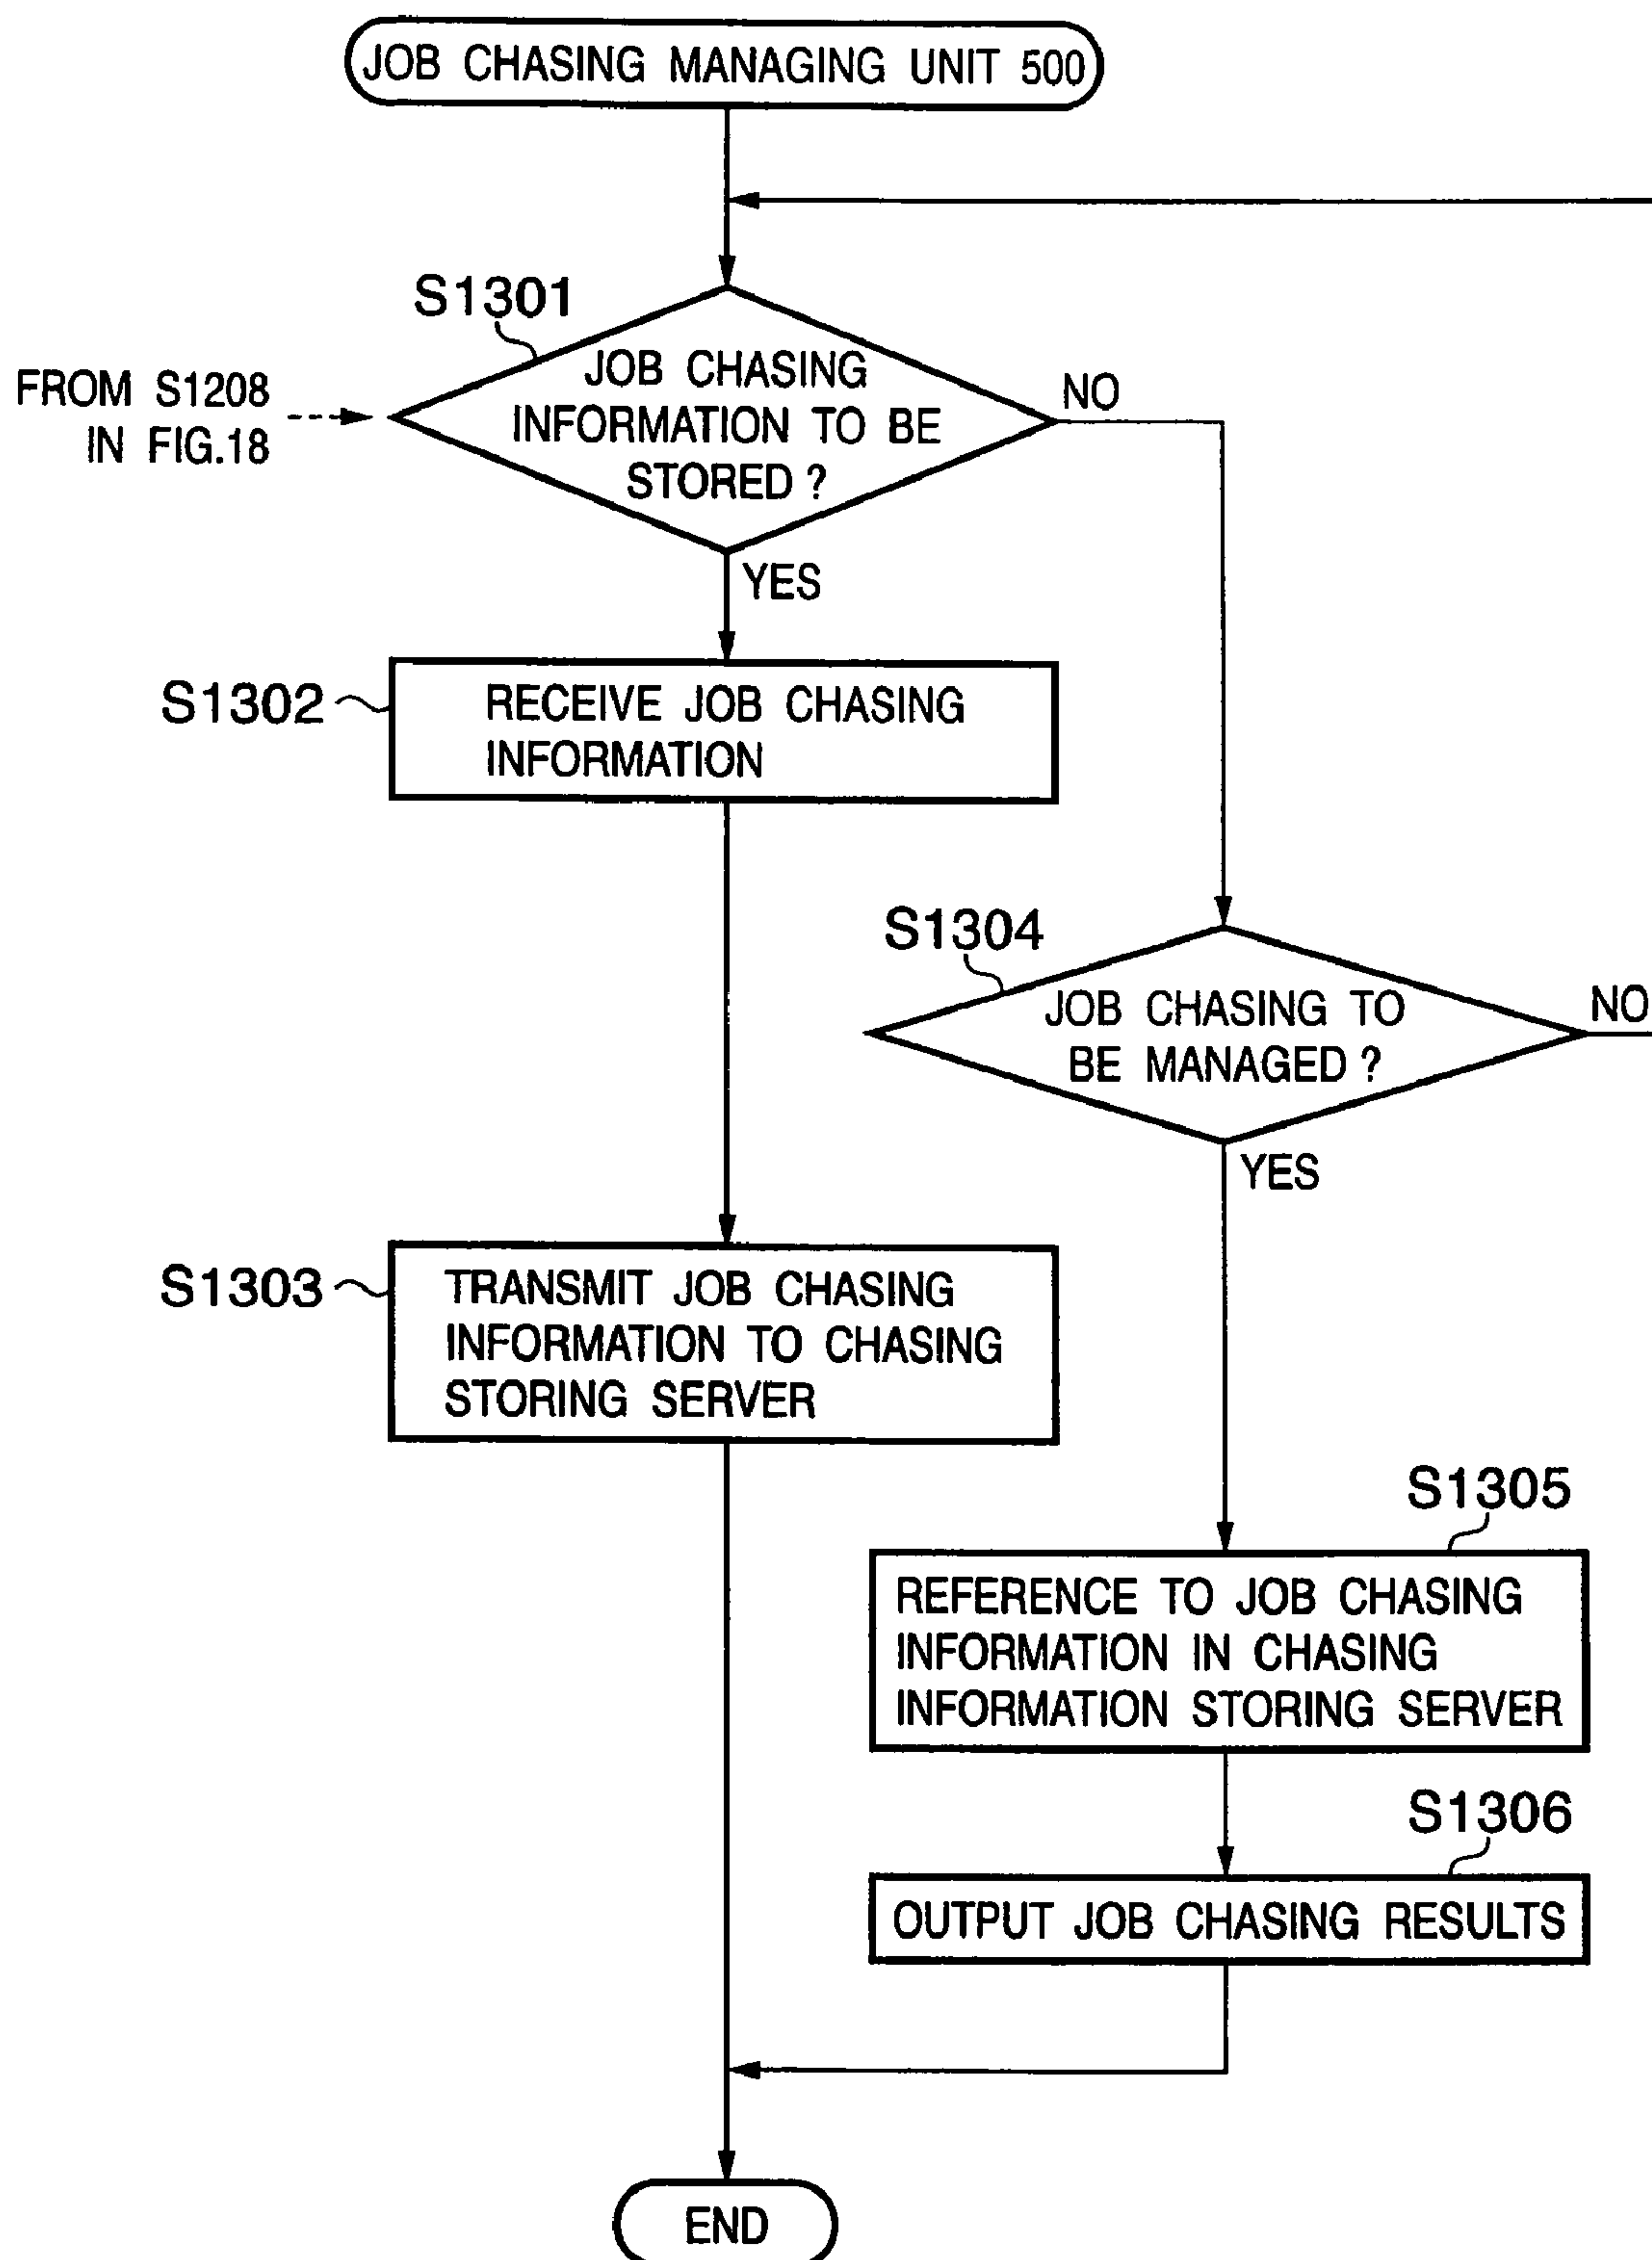 JOB CHASING MANAGING UNIT 500
S1301
FROM S1208
IN FIG.18
JOB CHASING
INFORMATION TO BE
STORED ?
NO
YES
S1302
RECEIVE JOB CHASING
INFORMATION
S1304
JOB CHASING TO
BE MANAGED ?
NO
YES
S1303
TRANSMIT JOB CHASING
INFORMATION TO CHASING
STORING SERVER
S1305
REFERENCE TO JOB CHASING
INFORMATION IN CHASING
INFORMATION STORING SERVER
S1306
OUTPUT JOB CHASING RESULTS
END